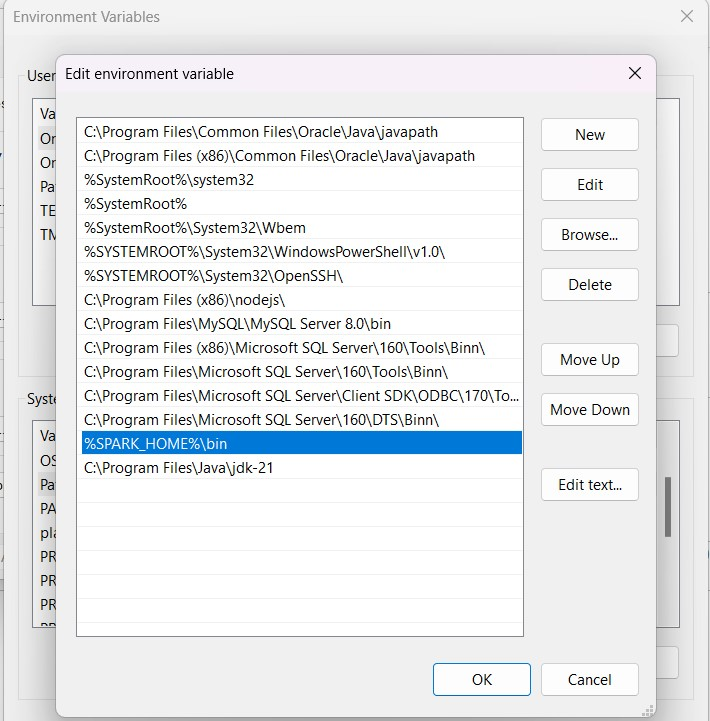 Environment Variables
Edit environment variable
User
Va
Or
Or
Pa
TE
TM
C:\Program Files\Common Files\Oracle\Java\javapath
C:\Program Files (x86)\Common Files\Oracle\Java\javapath
%SystemRoot%\system32
%SystemRoot%
%SystemRoot%\System32\Wbem
%SYSTEMROOT%\System32\WindowsPowerShell\v1.0\
%SYSTEMROOT%\System32\OpenSSH\
C:\Program Files (x86)\nodejs\
C:\Program Files\MySQL\MySQL Server 8.0\bin
C:\Program Files (x86)\Microsoft SQL Server\160\Tools\Binn\
C:\Program Files\Microsoft SQL Server\160\Tools\Binn\
C:\Program Files\Microsoft SQL Server\Client SDK\ODBC\170\To...
C:\Program Files\Microsoft SQL Server\160\DTS\Binn\
%SPARK_HOME%\bin
C:\Program Files\Java\jdk-21
New
Edit
Browse...
Delete
Move Up
Move Down
Edit text...
Syste
Va
OS
Pa
PA
pla
PR
PR
PR
OK
Cancel